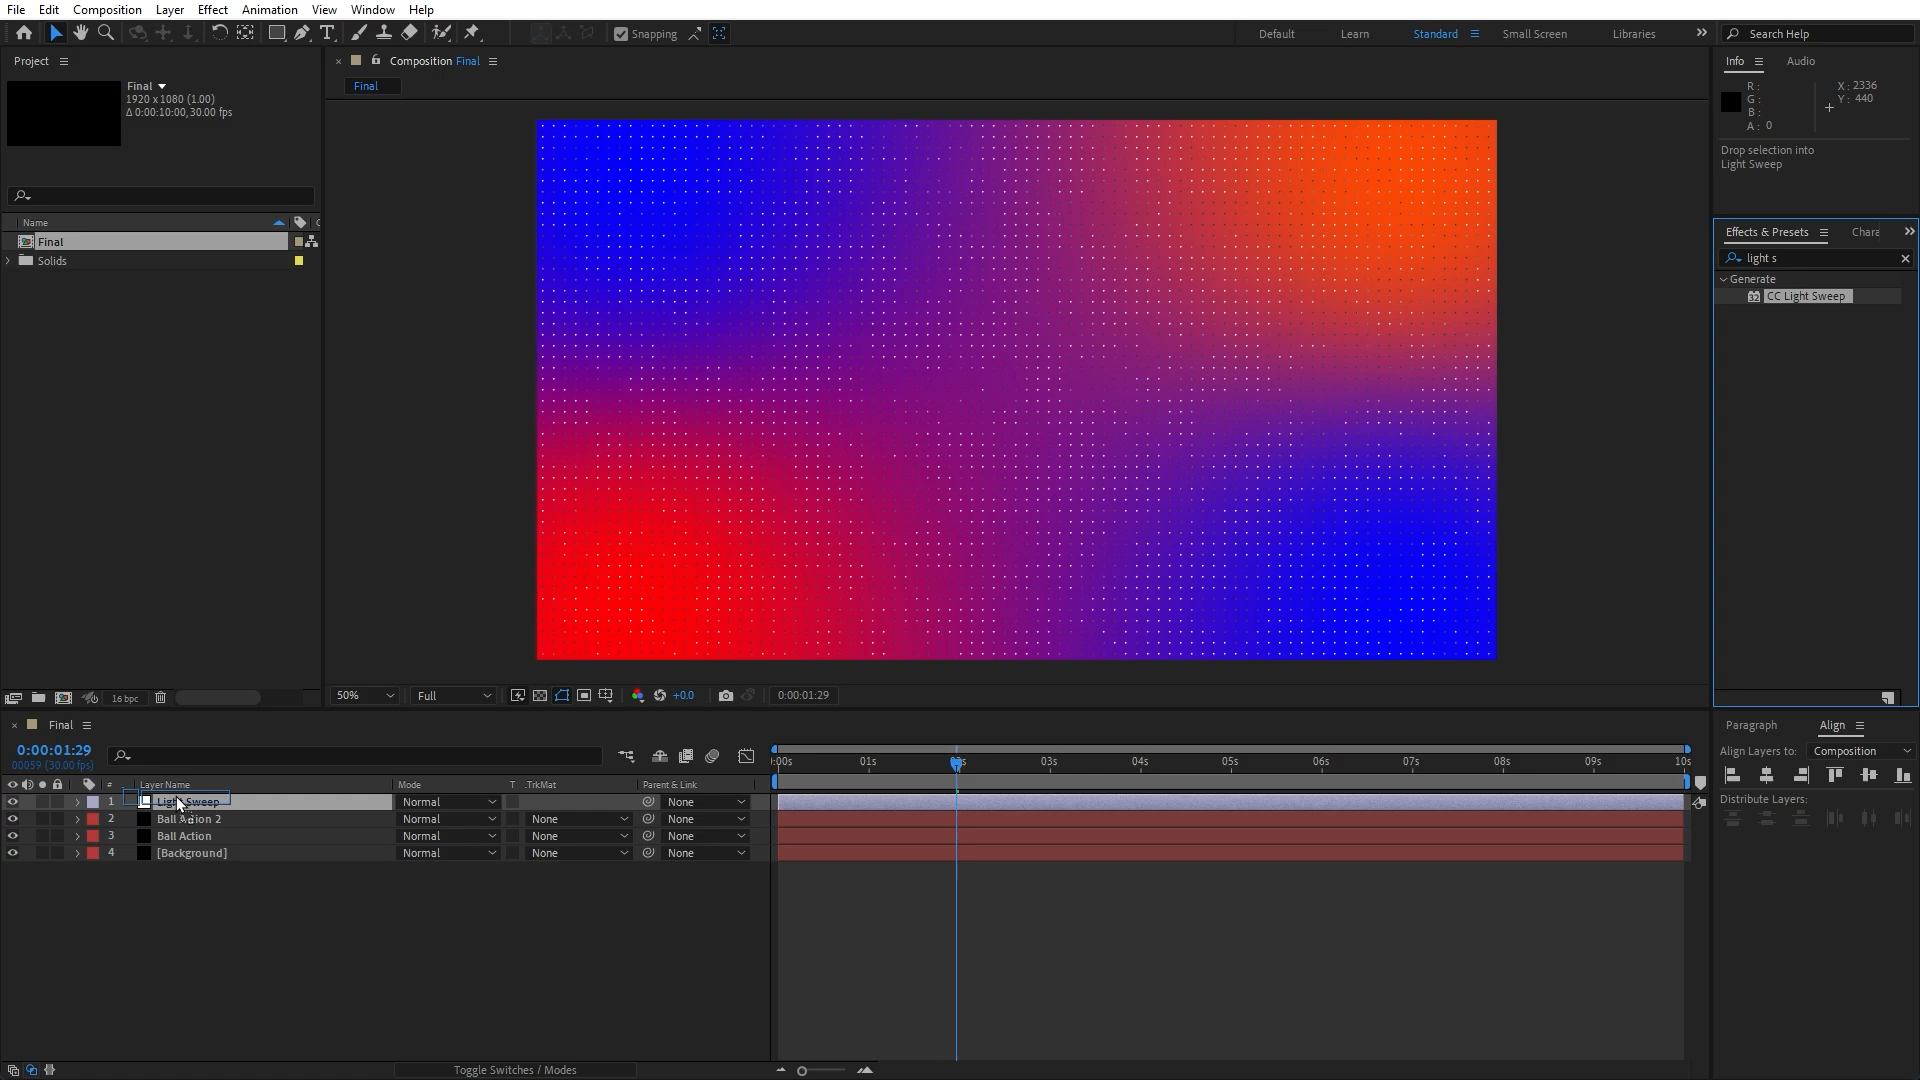 File Edit Composition Layer Effect Animation View Window Help
Snapping
Default Learn Standard Small Screen Libraries Search Help
Project
Final
1920 x 1080 (1.00)
Δ 0:00:10:00, 30.00 fps
Name
Final
Solids
16 bpc
Composition Final
Final
50% Full +0.0 0:00:01:29
Info Audio
R :
G :
B :
A : 0
X : 2336
Y : 440
Drop selection into
Light Sweep
Effects & Presets
light s
Generate
32 CC Light Sweep
Final
0:00:01:29
00059 (30.00 fps)
# Layer Name Mode T .TrkMat Parent & Link
1 Light Sweep Normal None
2 Ball Action 2 Normal None None
3 Ball Action Normal None None
4 [Background] Normal None None
:00s 01s 03s 04s 05s 06s 07s 08s 09s 10s
Toggle Switches / Modes
Paragraph Align
Align Layers to: Composition
Distribute Layers: